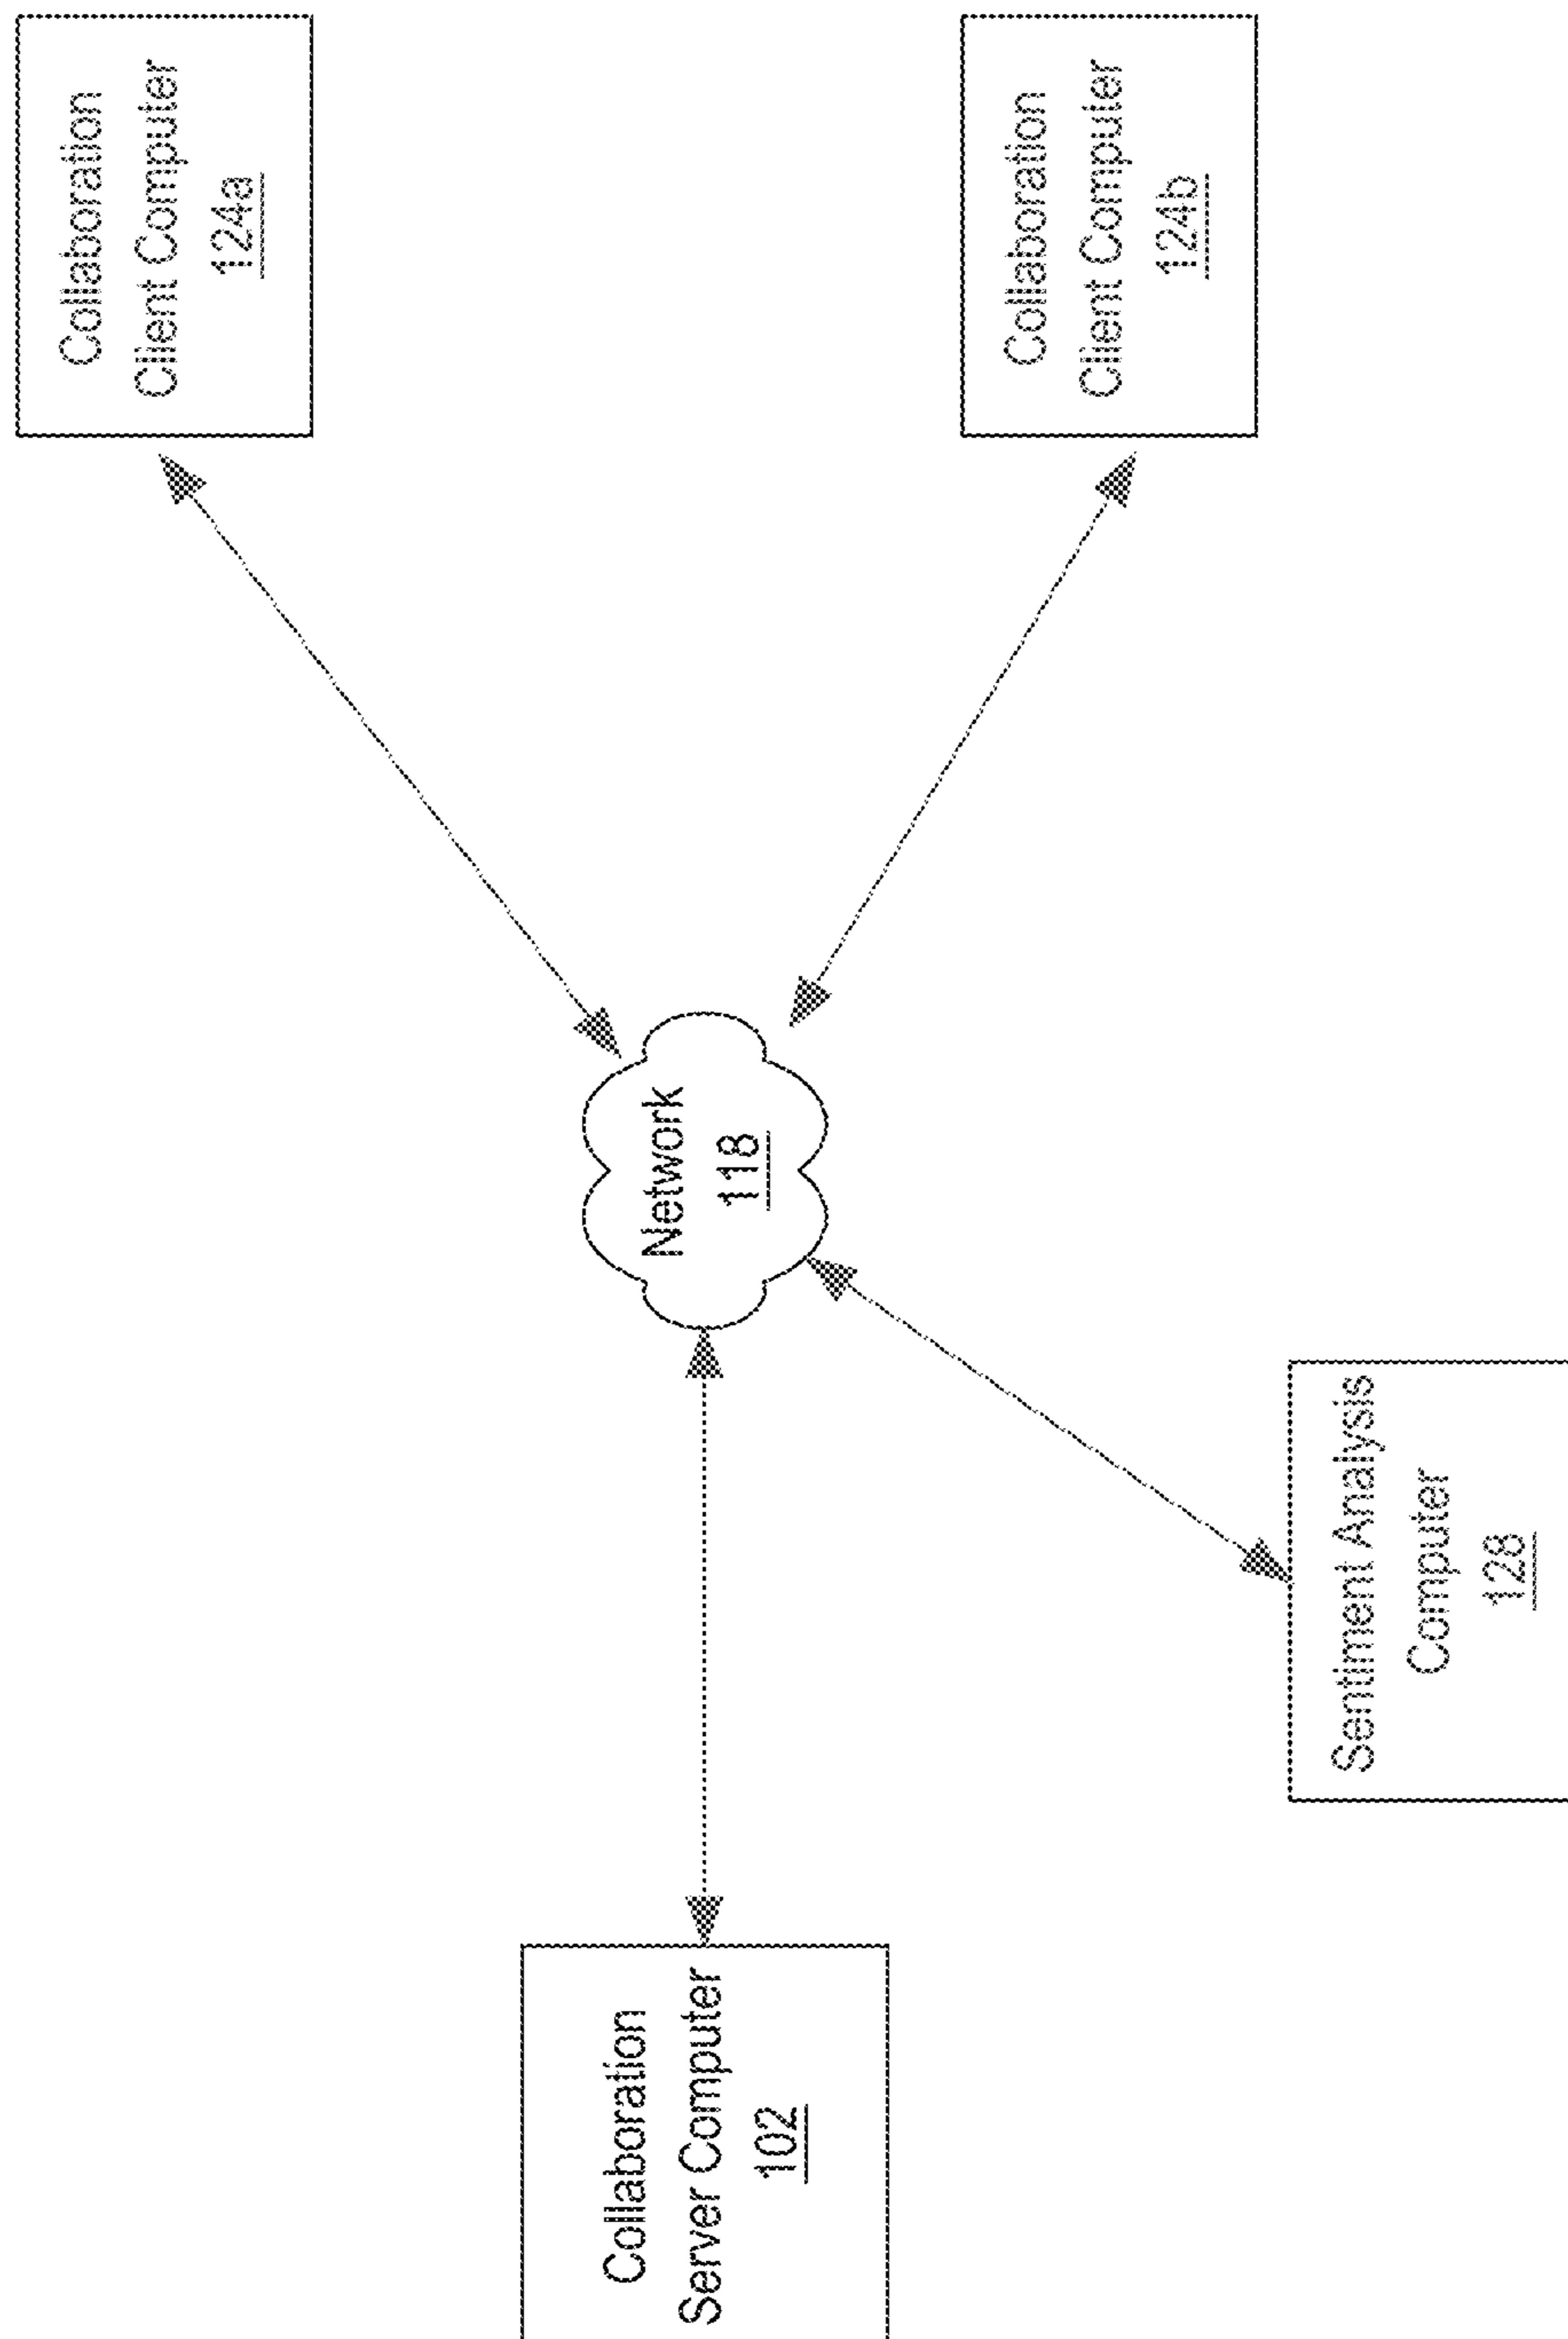 Collaboration
Client Computer
124a
Collaboration
Client Computer
124b
Network
118
Sentiment Analysis
Computer
128
Collaboration
Server Computer
102